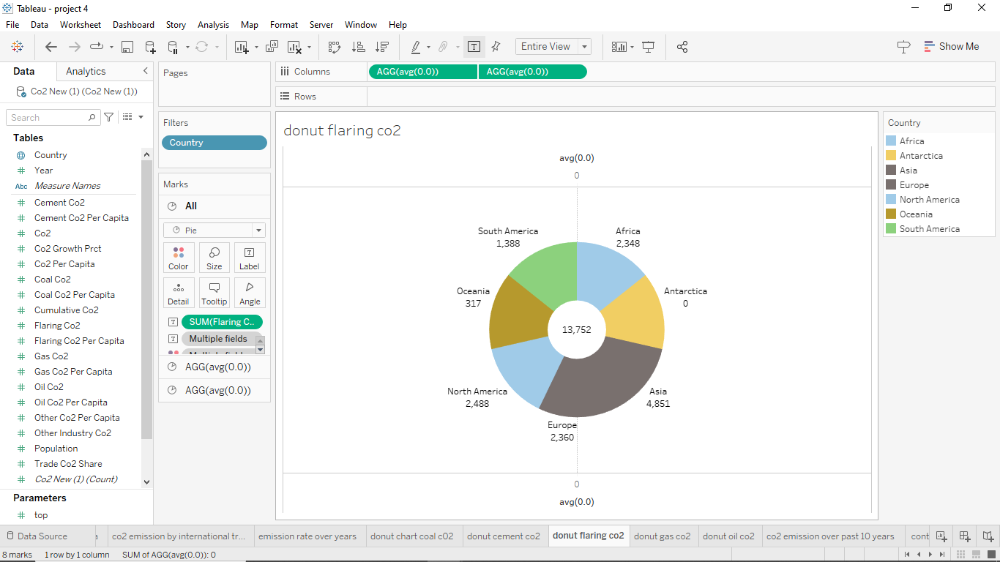 Tableau - project 4
File Data Worksheet Dashboard Story Analysis Map Format Server Window Help
Entire View
Show Me
Data Analytics
Co2 New (1) (Co2 New (1))
Search
Tables
Country
Year
Abc Measure Names
Cement Co2
Cement Co2 Per Capita
Co2
Co2 Growth Prct
Co2 Per Capita
Coal Co2
Coal Co2 Per Capita
Cumulative Co2
Flaring Co2
Flaring Co2 Per Capita
Gas Co2
Gas Co2 Per Capita
Oil Co2
Oil Co2 Per Capita
Other Co2 Per Capita
Other Industry Co2
Population
Trade Co2 Share
Co2 New (1) (Count)
Parameters
top
Pages
Filters
Country
Marks
All
Pie
Color Size Label
Detail Tooltip Angle
SUM(Flaring C..
Multiple fields
AGG(avg(0.0))
AGG(avg(0.0))
Columns AGG(avg(0.0)) AGG(avg(0.0))
Rows
donut flaring co2
avg(0.0)
0
South America
1,388
Africa
2,348
Oceania
317
Antarctica
0
13,752
North America
2,488
Asia
4,851
Europe
2,360
0
avg(0.0)
Country
Africa
Antarctica
Asia
Europe
North America
Oceania
South America
Data Source a co2 emission by international tr... emission rate over years donut chart coal c02 donut cement co2 donut flaring co2 donut gas co2 donut oil co2 co2 emission over past 10 years cont
8 marks 1 row by 1 column SUM of AGG(avg(0.0)): 0